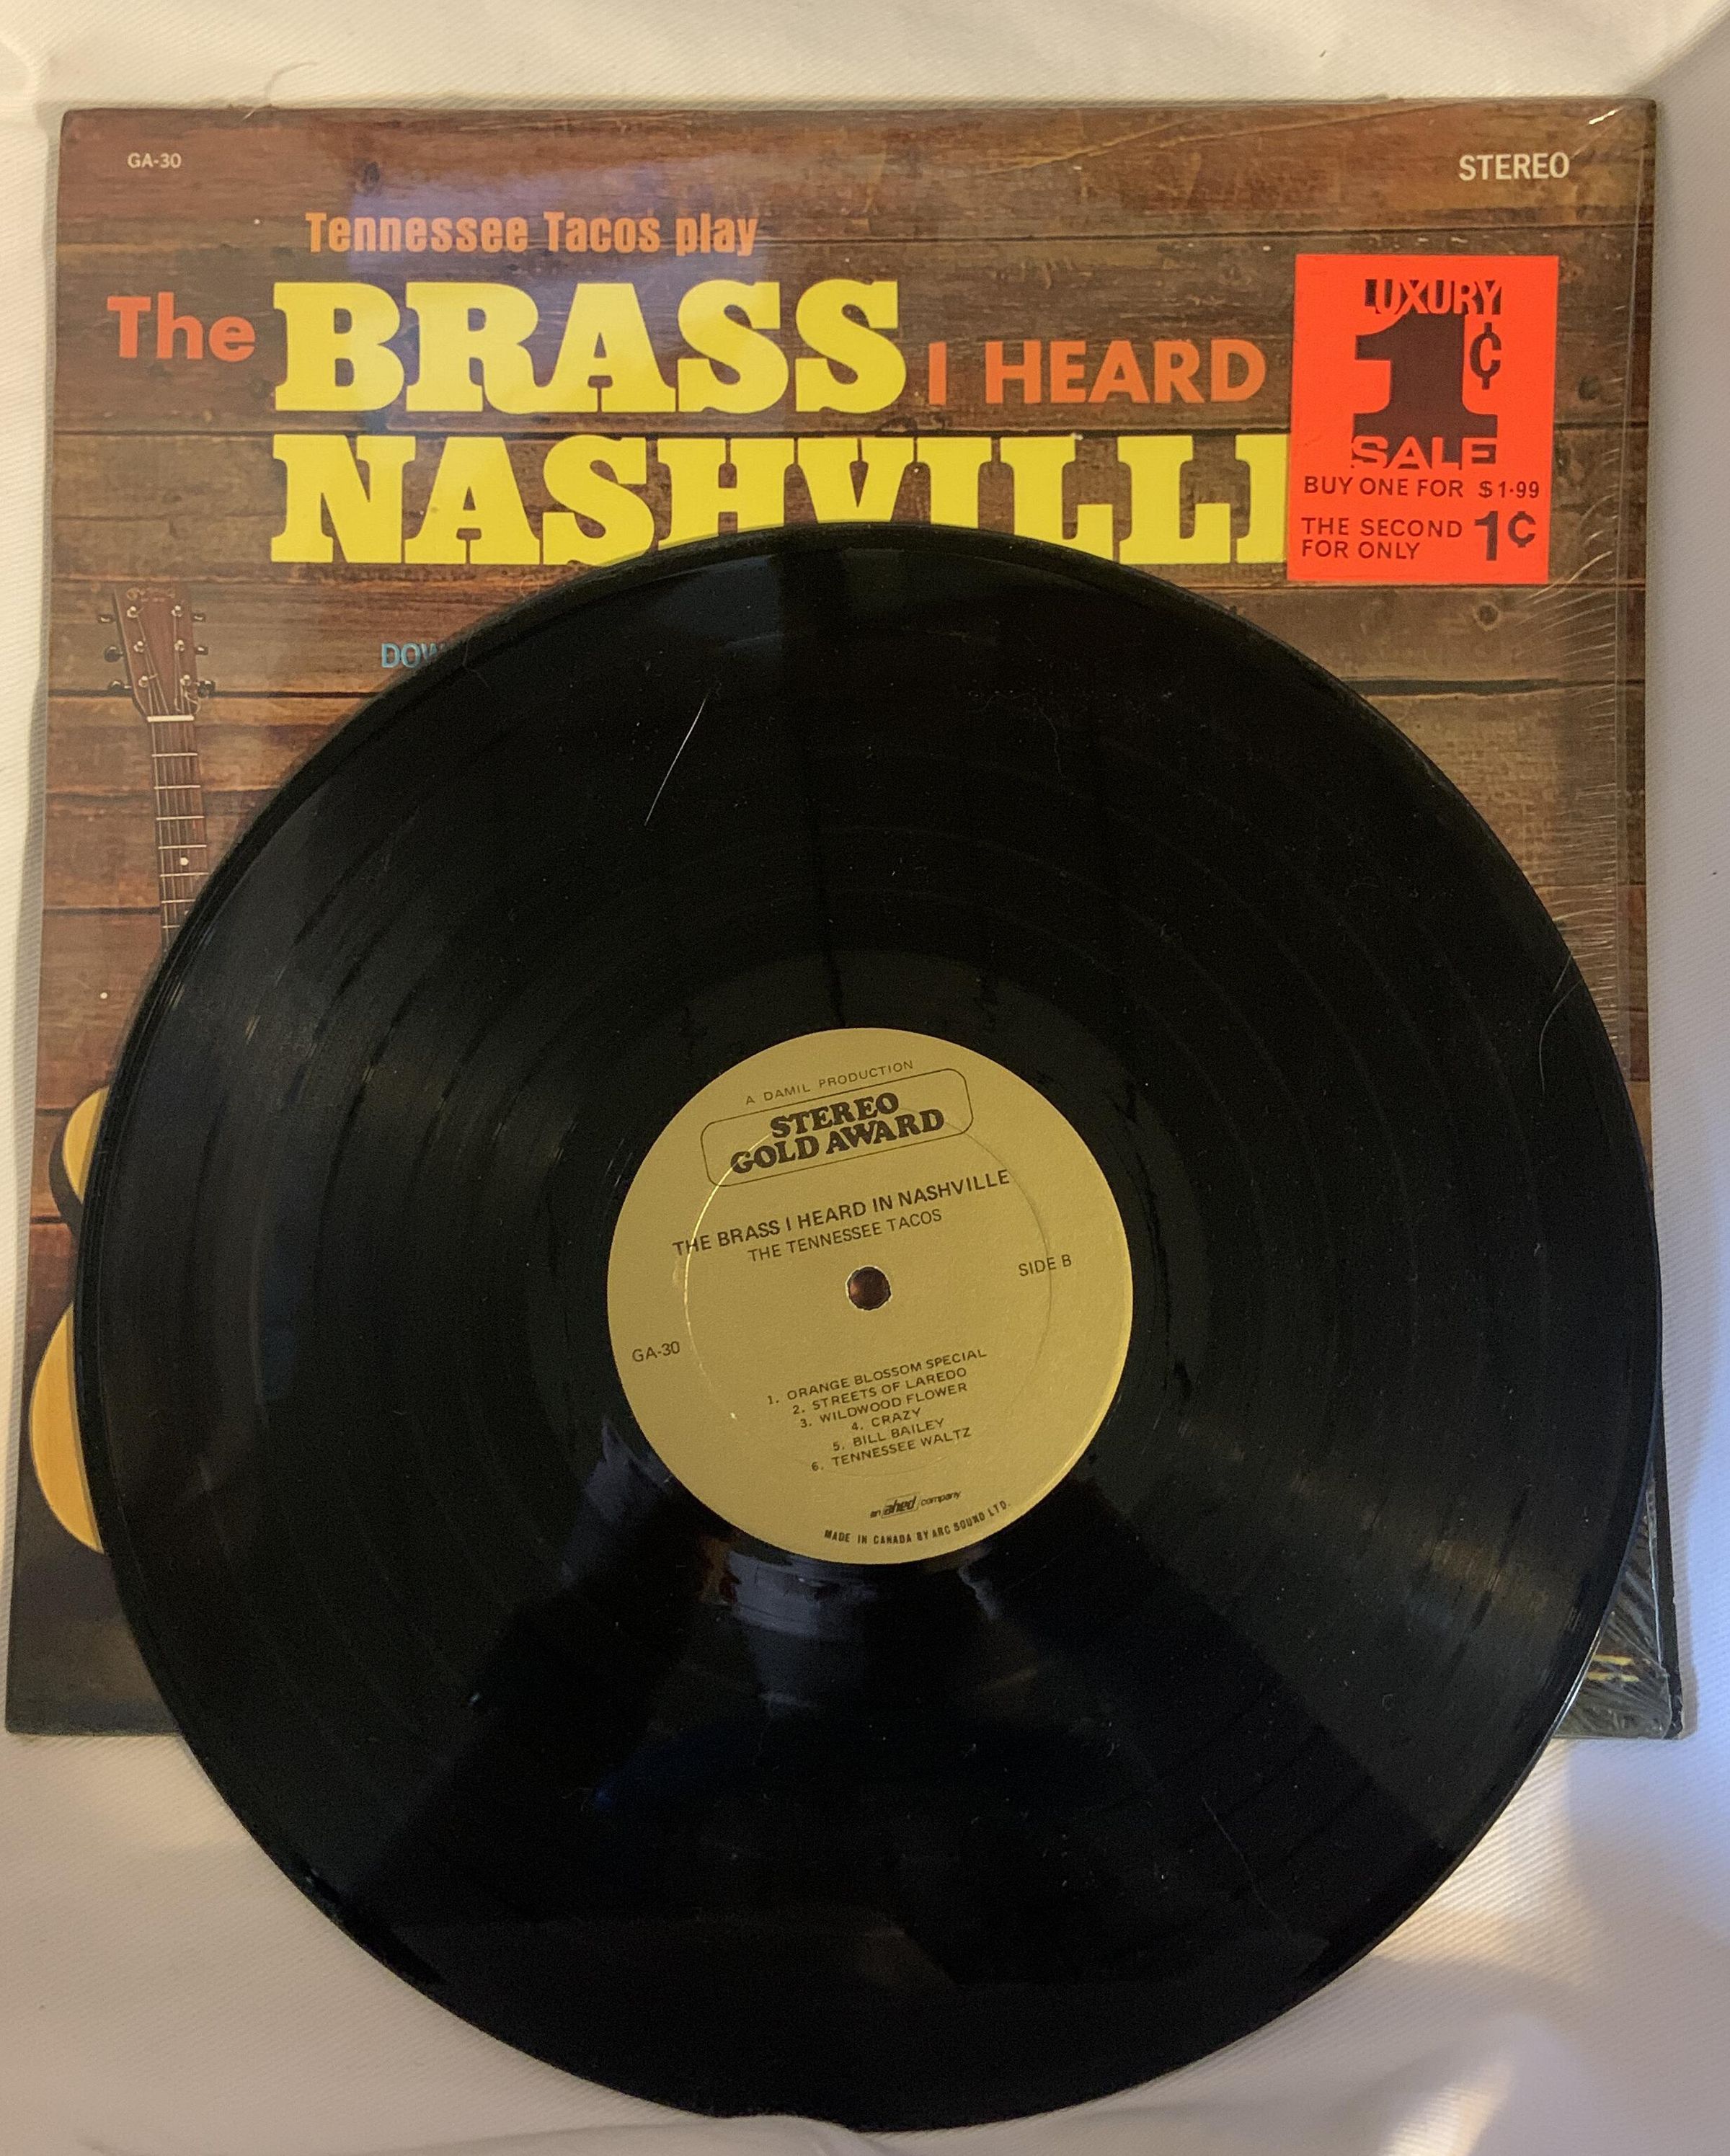 GA-30
STEREO
Tennessee Tacos play
The BRASS I HEARD
NASHVILL
LUXURY
1¢
SALE
BUY ONE FOR $1.99
THE SECOND
FOR ONLY 1¢
DOW
A DAMIL PRODUCTION
STEREO
GOLD AWARD
THE BRASS I HEARD IN NASHVILLE
THE TENNESSEE TACOS
SIDE B
GA-30
1. ORANGE BLOSSOM SPECIAL
2. STREETS OF LAREDO
3. WILDWOOD FLOWER
4. CRAZY
5. BILL BAILEY
6. TENNESSEE WALTZ
an ahed company
MADE IN CANADA BY ARC SOUND LTD.